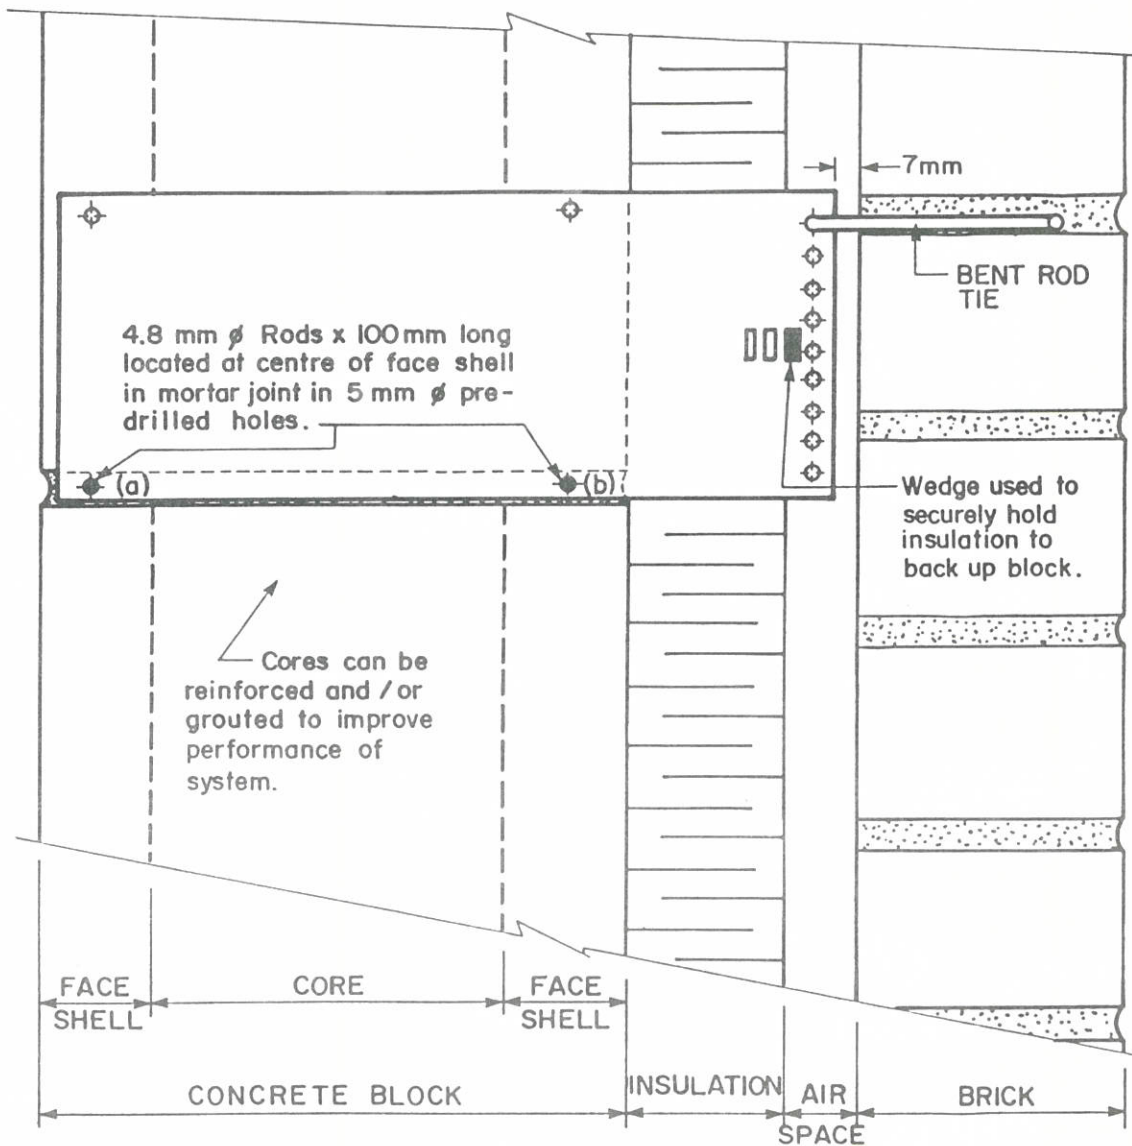 7mm
BENT ROD
TIE
4.8 mm ⌀ Rods x 100mm long
located at centre of face shell
in mortar joint in 5 mm ⌀ pre-
drilled holes.
(a)
(b)
Wedge used to
securely hold
insulation to
back up block.
Cores can be
reinforced and / or
grouted to improve
performance of
system.
FACE
SHELL
CORE
FACE
SHELL
CONCRETE BLOCK
INSULATION
AIR
SPACE
BRICK